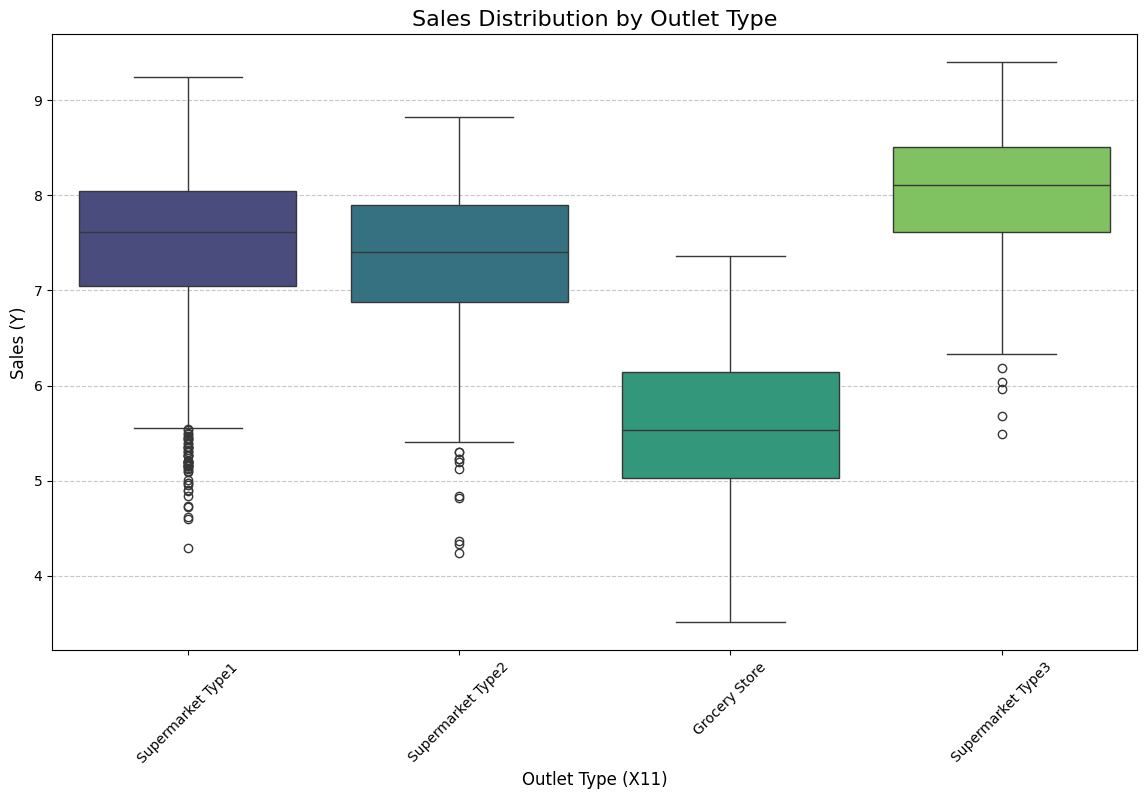 Sales Distribution by Outlet Type
Sales (Y)
9
8
7
6
5
4
Supermarket Type1
Supermarket Type2
Grocery Store
Supermarket Type3
Outlet Type (X11)